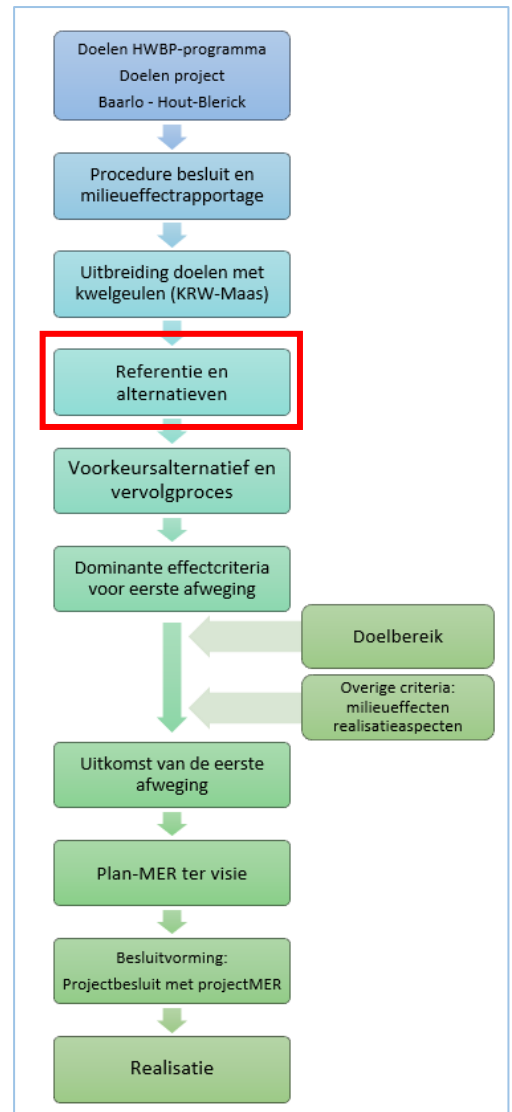 Doelen HWBP-programma
Doelen project
Baarlo - Hout-Blerick
Procedure besluit en
milieueffectrapportage
Uitbreiding doelen met
kwelgeulen (KRW-Maas)
Referentie en
alternatieven
Voorkeursalternatief en
vervolgproces
Dominante effectcriteria
voor eerste afweging
Doelbereik
Overige criteria:
milieueffecten
realisatieaspecten
Uitkomst van de eerste
afweging
Plan-MER ter visie
Besluitvorming:
Projectbesluit met projectMER
Realisatie